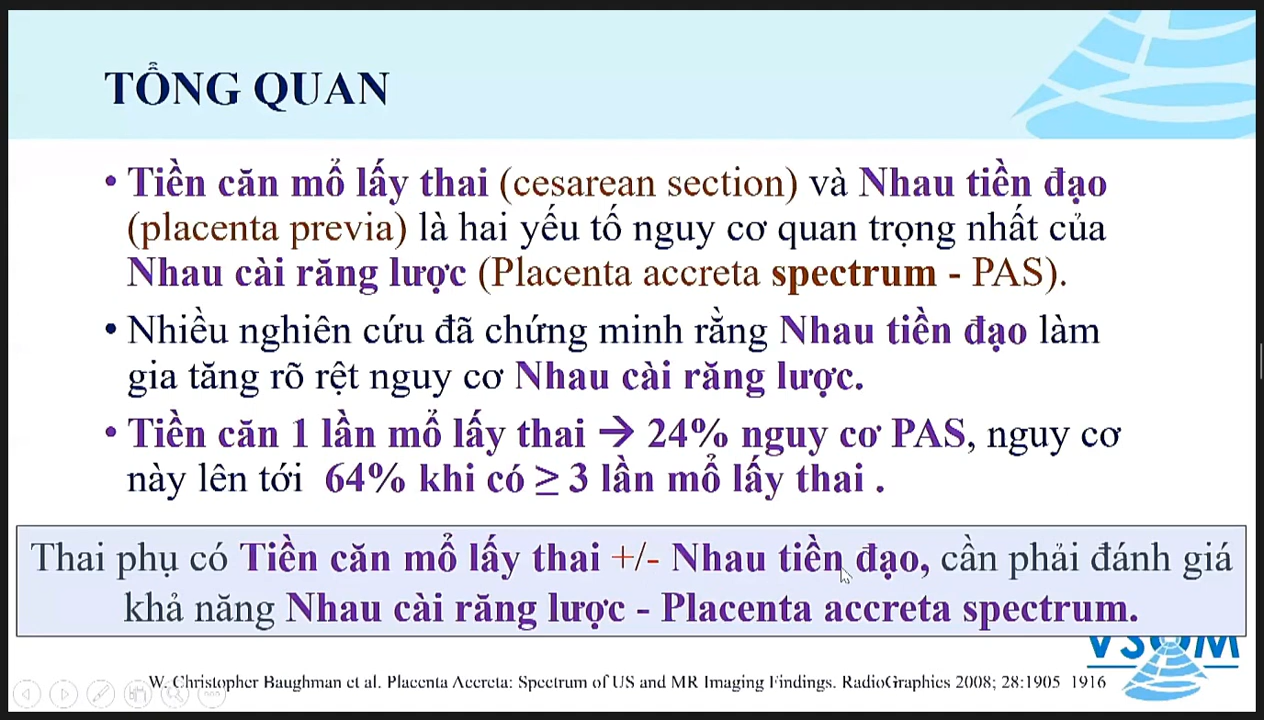 TỔNG QUAN
• Tiền căn mổ lấy thai (cesarean section) và Nhau tiền đạo
(placenta previa) là hai yếu tố nguy cơ quan trọng nhất của
Nhau cài răng lược (Placenta accreta spectrum - PAS).
• Nhiều nghiên cứu đã chứng minh rằng Nhau tiền đạo làm
gia tăng rõ rệt nguy cơ Nhau cài răng lược.
• Tiền căn 1 lần mổ lấy thai → 24% nguy cơ PAS, nguy cơ
này lên tới 64% khi có ≥ 3 lần mổ lấy thai .
Thai phụ có Tiền căn mổ lấy thai +/- Nhau tiền đạo, cần phải đánh giá
khả năng Nhau cài răng lược - Placenta accreta spectrum.
VSUM
W. Christopher Baughman et al. Placenta Accreta: Spectrum of US and MR Imaging Findings. RadioGraphics 2008; 28:1905 1916